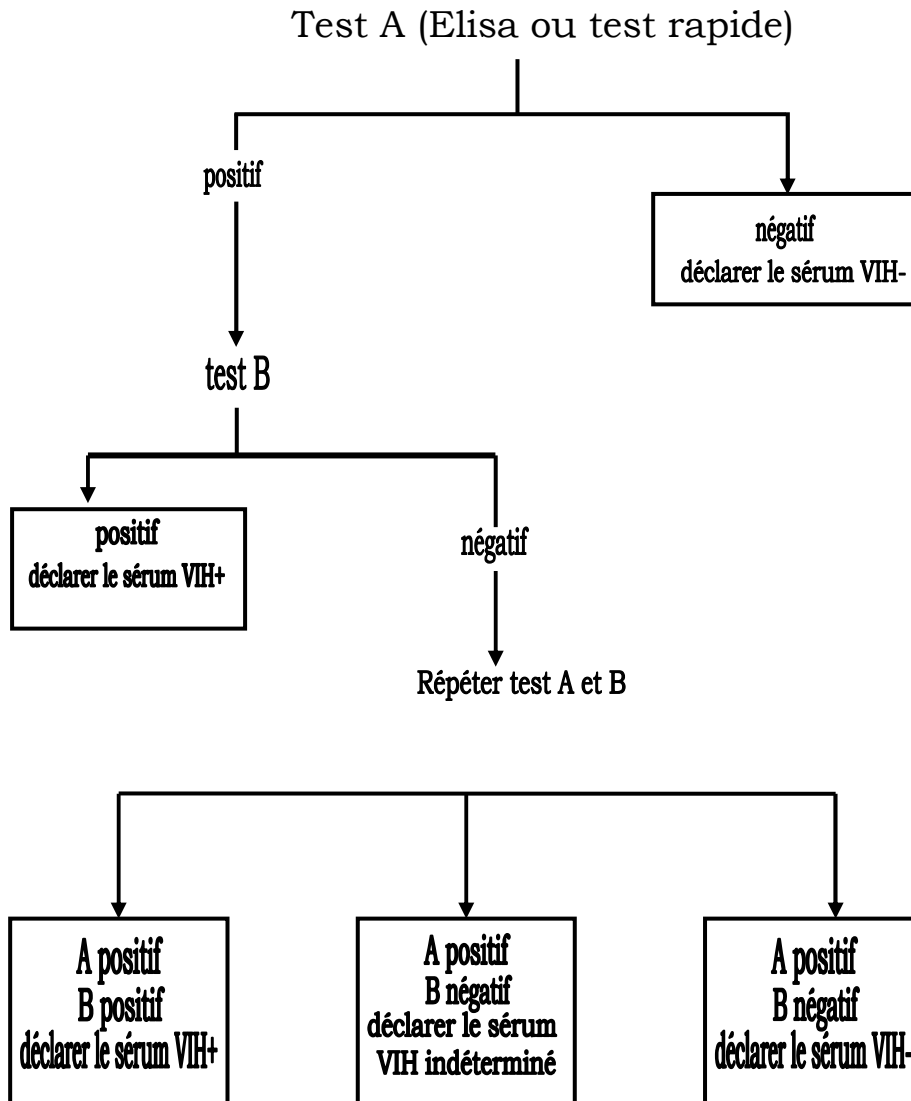 Test A (Elisa ou test rapide)
positif
négatif
déclarer le sérum VIH-
test B
positif
déclarer le sérum VIH+
négatif
Répéter test A et B
A positif
B positif
déclarer le sérum VIH+
A positif
B négatif
déclarer le sérum
VIH indéterminé
A positif
B négatif
déclarer le sérum VIH-